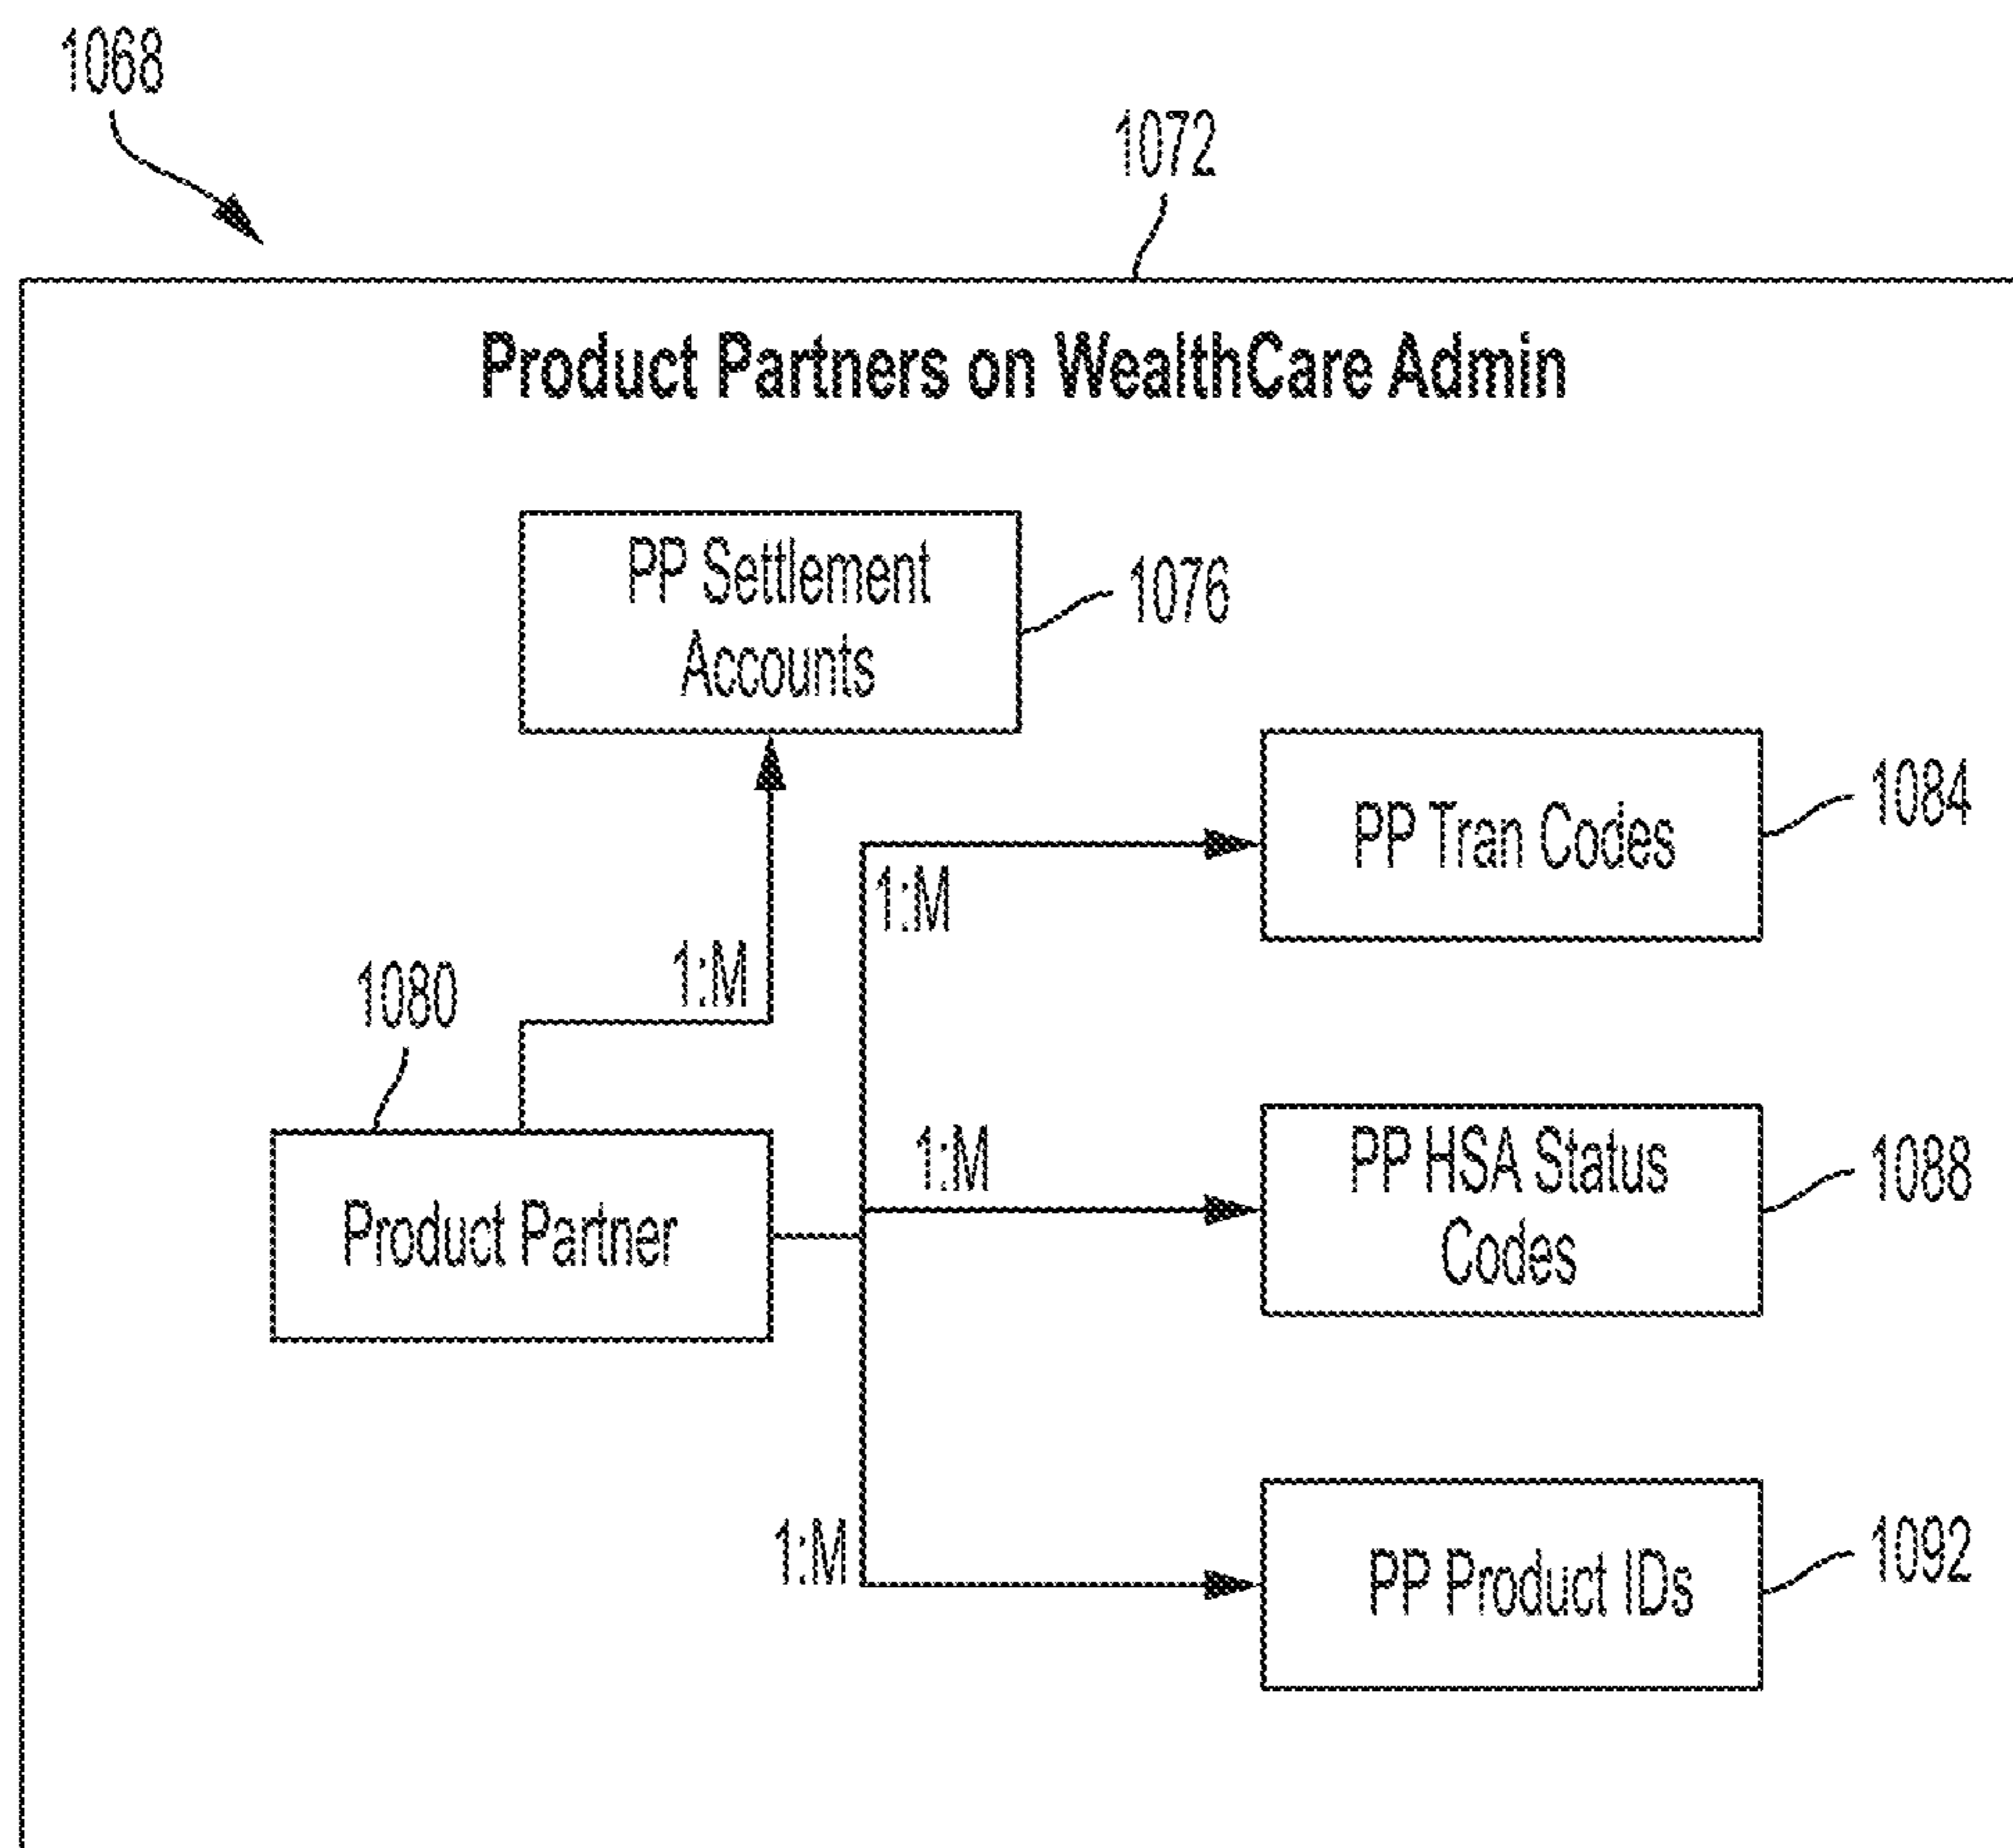 1068
1072
Product Partners on WealthCare Admin
PP Settlement
Accounts
1076
PP Tran Codes
1084
1:M
1:M
1080
PP HSA Status
Codes
1088
1:M
Product Partner
1:M
PP Product IDs
1092